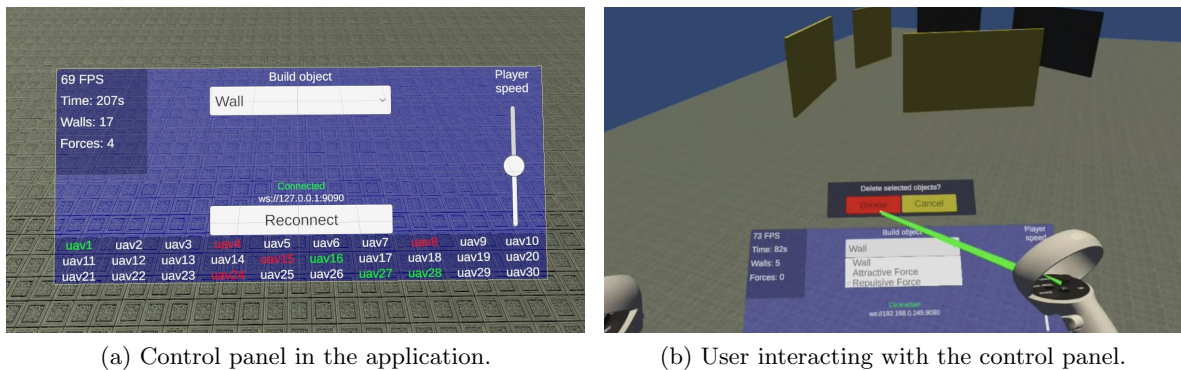 69 FPS
Time: 207s
Walls: 17
Forces: 4
Build object
Wall
Player
speed
Connected
ws://127.0.0.1:9090
Reconnect
uav1 uav2 uav3 uav4 uav5 uav6 uav7 uav8 uav9 uav10
uav11 uav12 uav13 uav14 uav15 uav16 uav17 uav18 uav19 uav20
uav21 uav22 uav23 uav24 uav25 uav26 uav27 uav28 uav29 uav30
(a) Control panel in the application.
Delete selected objects?
Delete Cancel
73 FPS
Time: 82s
Walls: 5
Forces: 0
Build object
Wall
Wall
Attractive Force
Repulsive Force
Player
speed
Connected
ws://192.168.0.245:9090
(b) User interacting with the control panel.